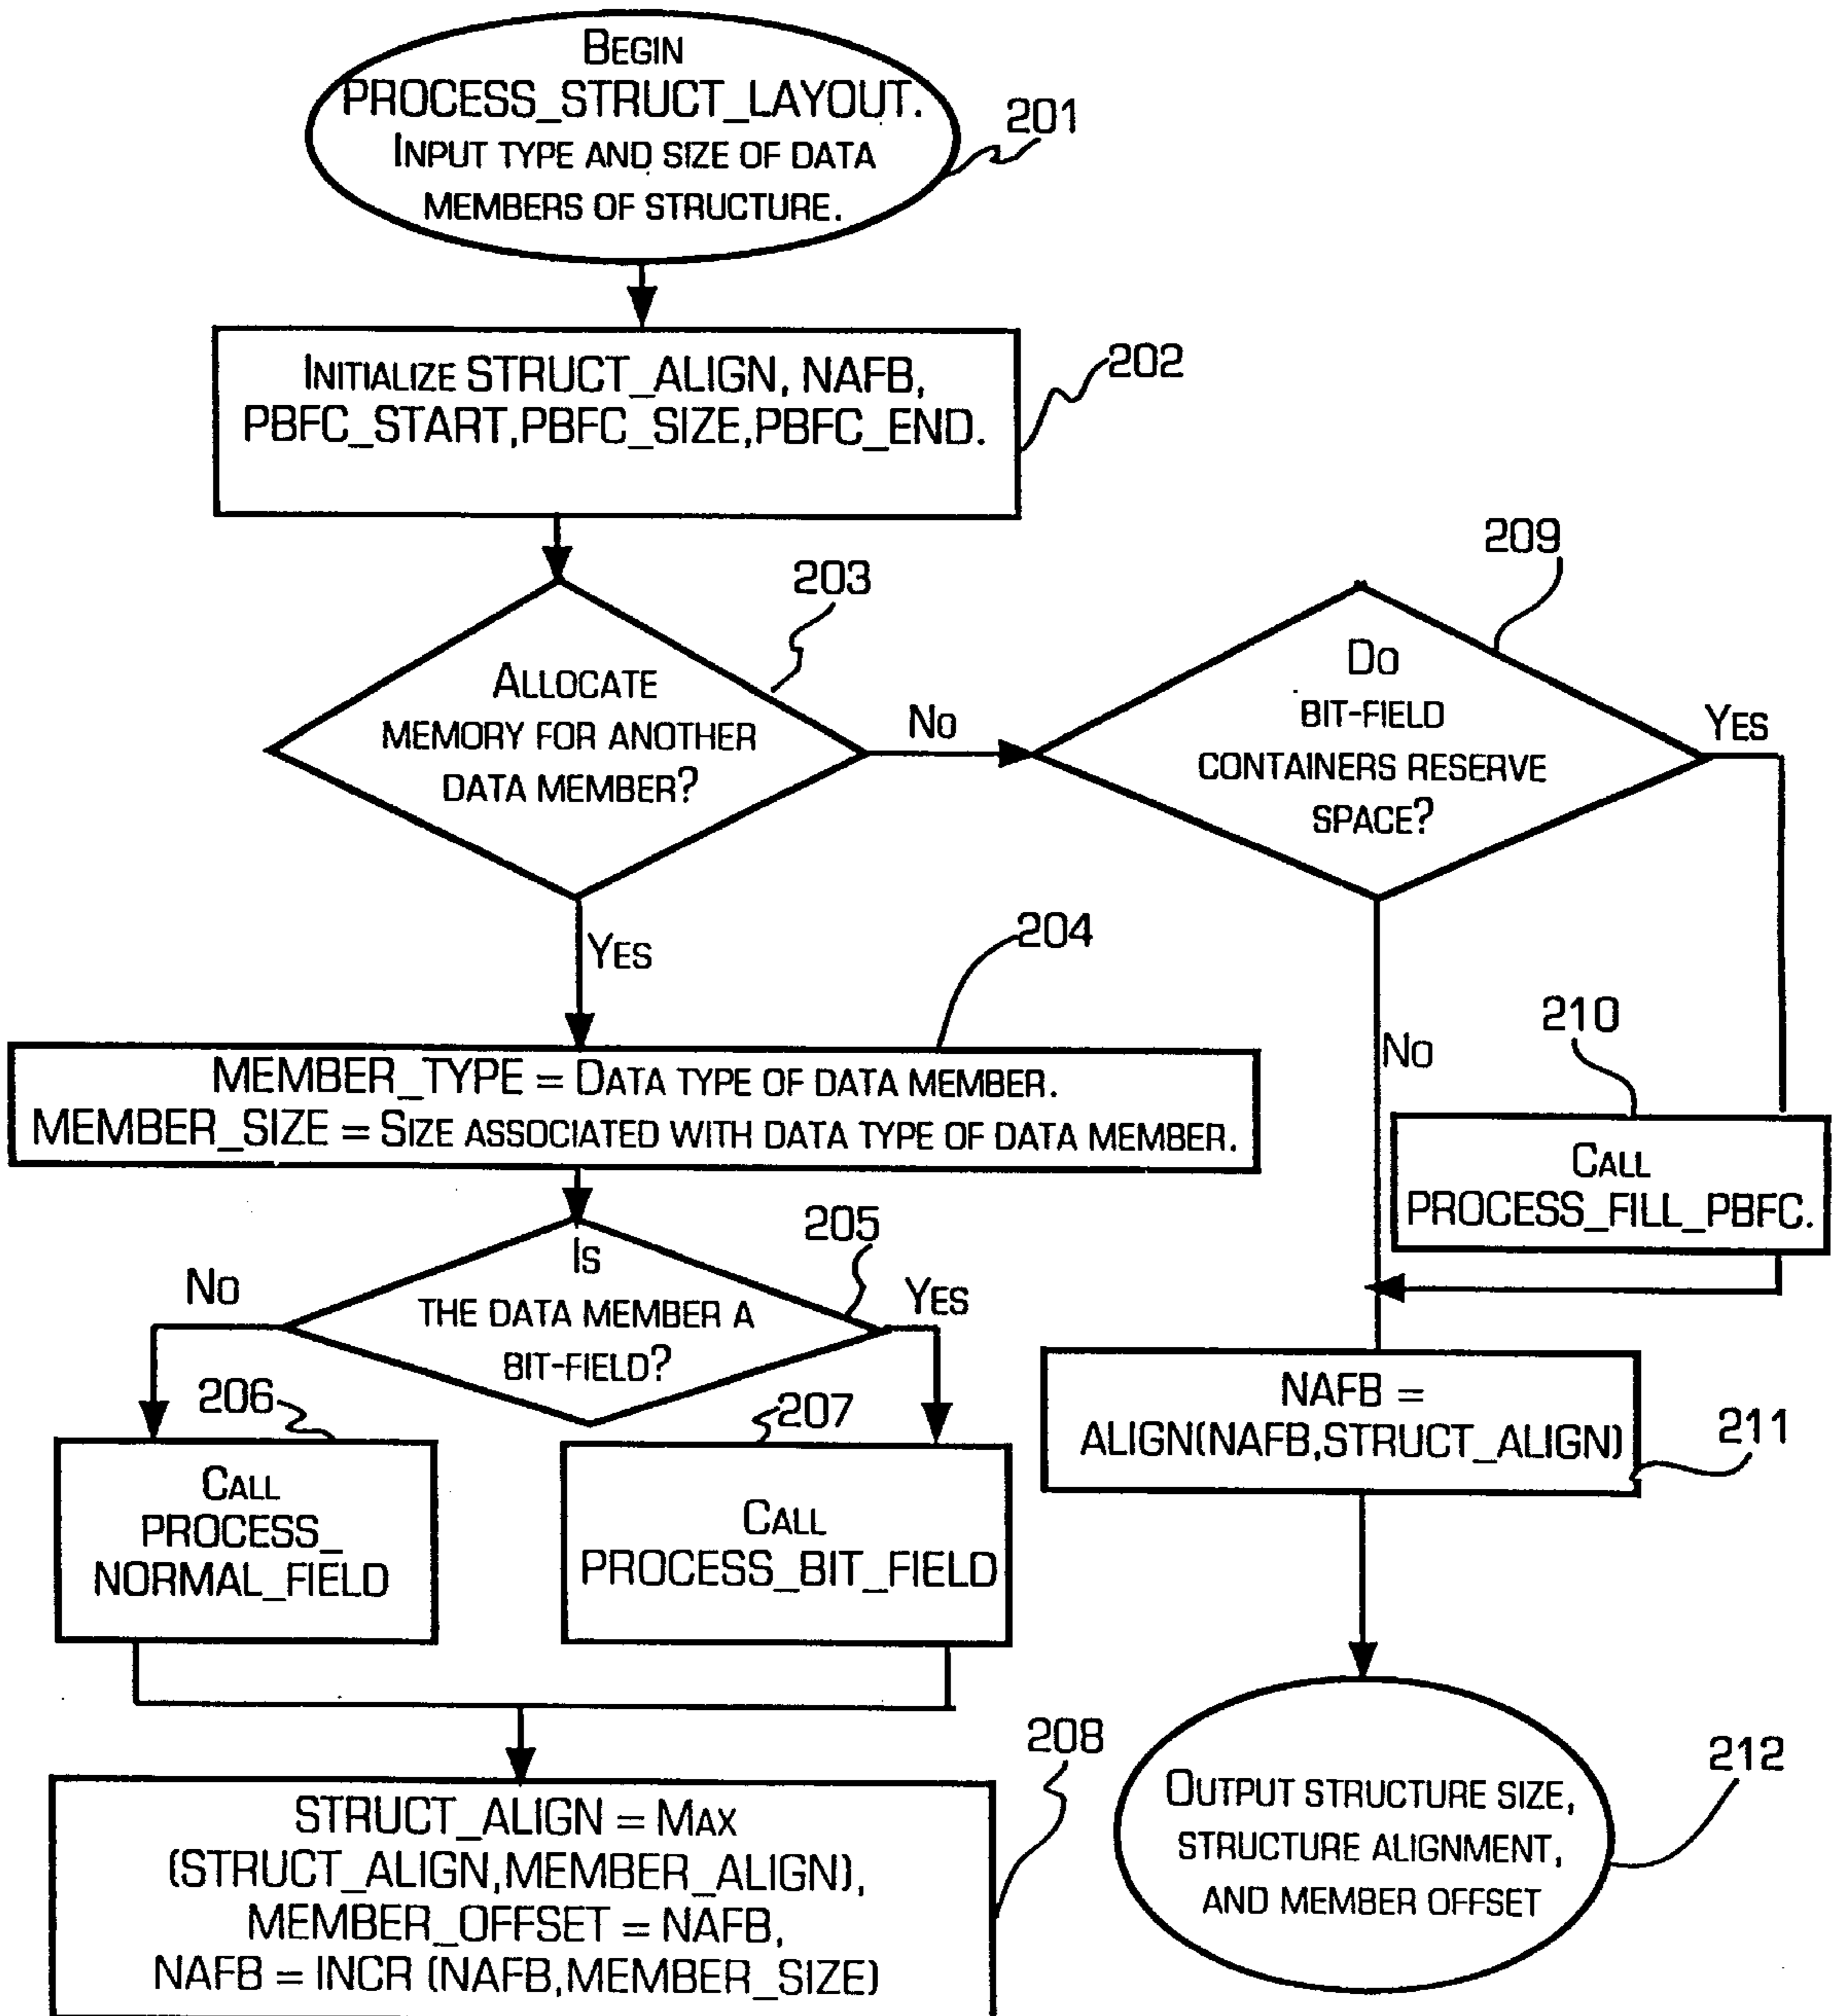 BEGIN
PROCESS_STRUCT_LAYOUT.
INPUT TYPE AND SIZE OF DATA
MEMBERS OF STRUCTURE.
201
INITIALIZE STRUCT_ALIGN, NAFB,
PBFC_START,PBFC_SIZE,PBFC_END.
202
203
ALLOCATE
MEMORY FOR ANOTHER
DATA MEMBER?
NO
YES
209
DO
BIT-FIELD
CONTAINERS RESERVE
SPACE?
YES
NO
204
MEMBER_TYPE = DATA TYPE OF DATA MEMBER.
MEMBER_SIZE = SIZE ASSOCIATED WITH DATA TYPE OF DATA MEMBER.
210
CALL
PROCESS_FILL_PBFC.
205
IS
THE DATA MEMBER A
BIT-FIELD?
NO
YES
206
CALL
PROCESS_
NORMAL_FIELD
207
CALL
PROCESS_BIT_FIELD
NAFB =
ALIGN(NAFB,STRUCT_ALIGN)
211
208
STRUCT_ALIGN = MAX
(STRUCT_ALIGN,MEMBER_ALIGN),
MEMBER_OFFSET = NAFB,
NAFB = INCR (NAFB,MEMBER_SIZE)
OUTPUT STRUCTURE SIZE,
STRUCTURE ALIGNMENT,
AND MEMBER OFFSET
212